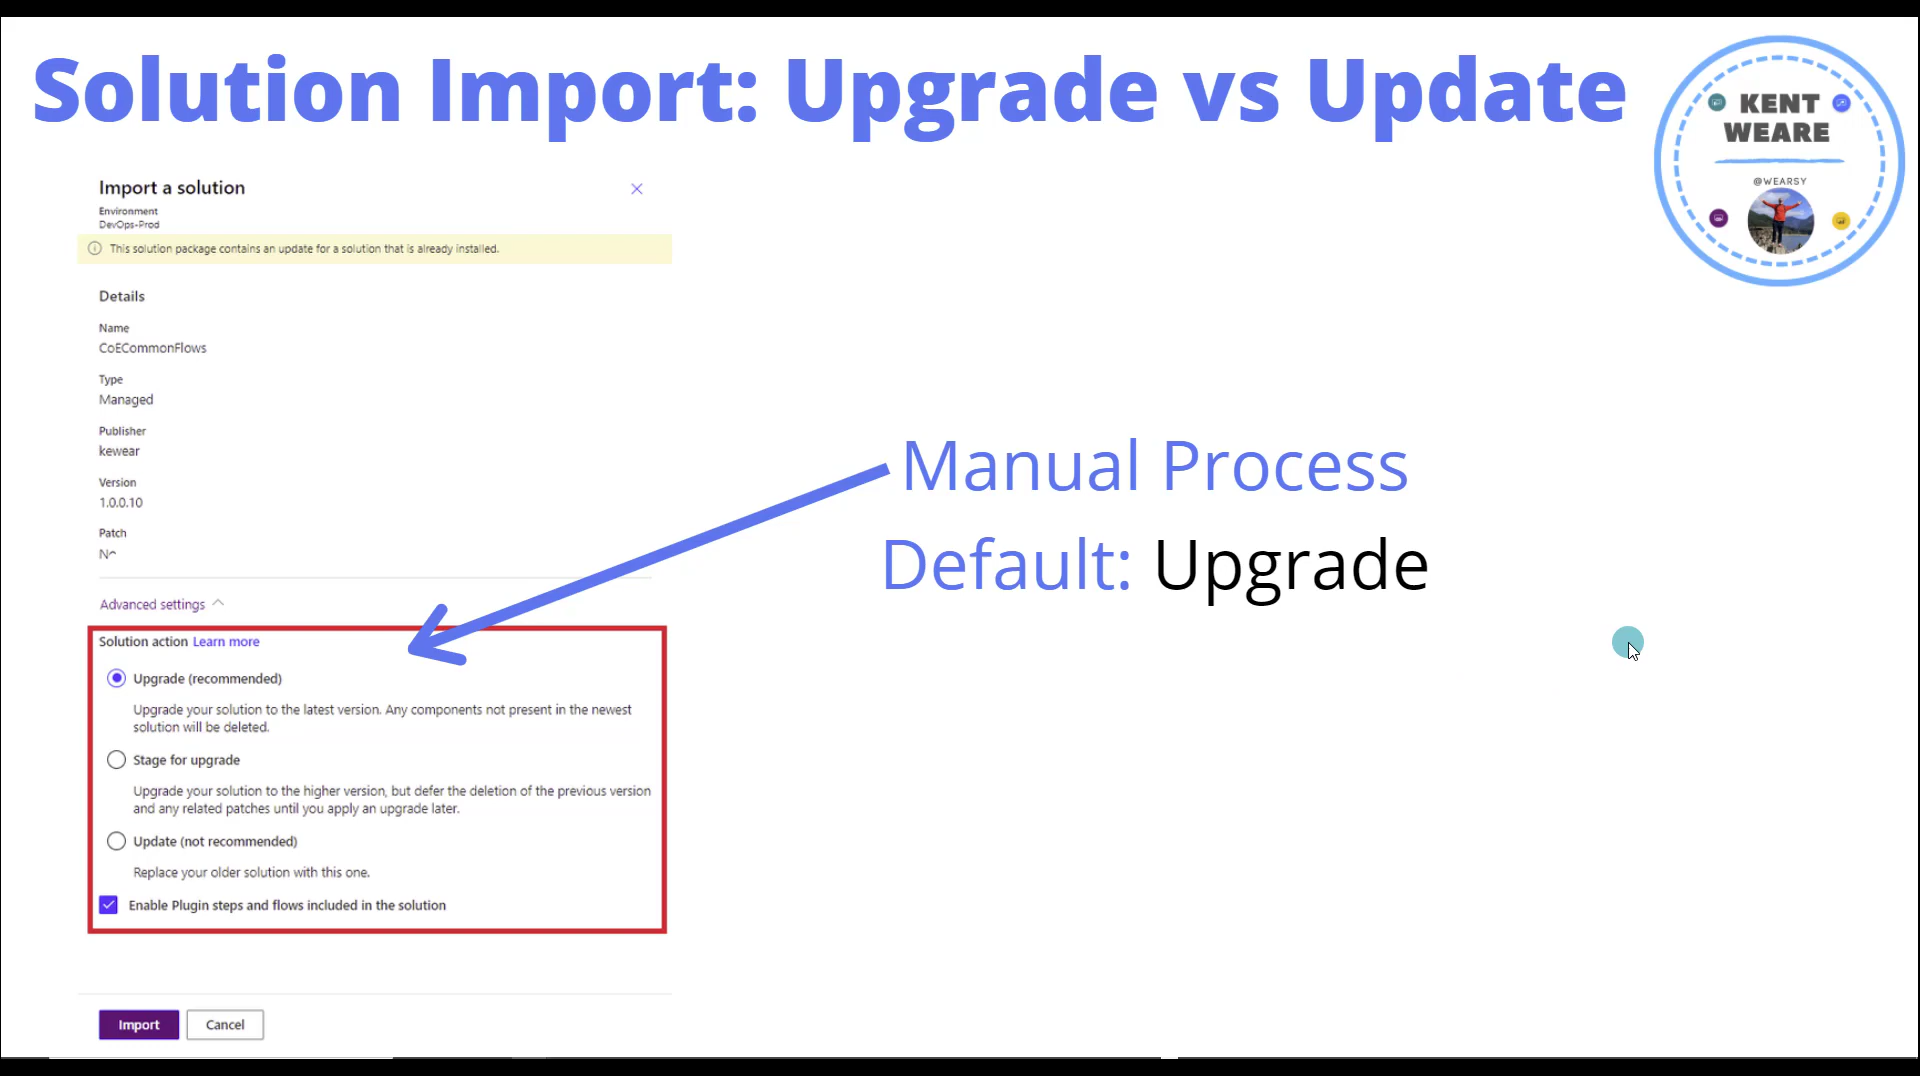 Solution Import: Upgrade vs Update
KENT
WEARE
@WEARSY
Import a solution
Environment
DevOps-Prod
This solution package contains an update for a solution that is already installed.
Details
Name
CoECommonFlows
Type
Managed
Publisher
kewear
Version
1.0.0.10
Patch
Manual Process
Default: Upgrade
Advanced settings
Solution action Learn more
Upgrade (recommended)
Upgrade your solution to the latest version. Any components not present in the newest
solution will be deleted.
Stage for upgrade
Upgrade your solution to the higher version, but defer the deletion of the previous version
and any related patches until you apply an upgrade later.
Update (not recommended)
Replace your older solution with this one.
Enable Plugin steps and flows included in the solution
Import
Cancel